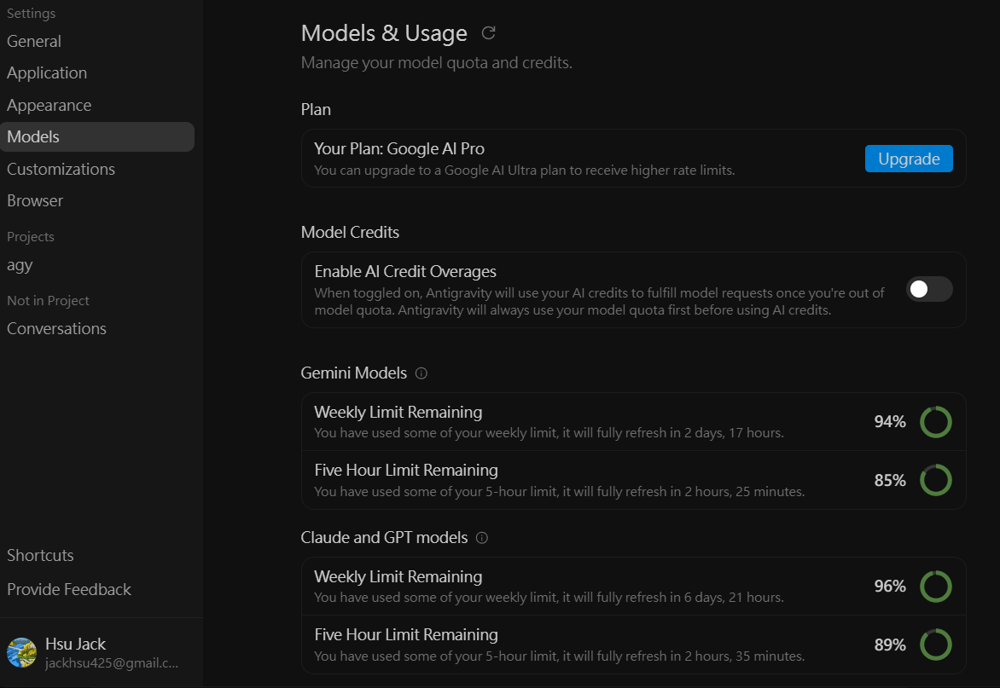 Settings
General
Application
Appearance
Models
Customizations
Browser
Projects
agy
Not in Project
Conversations
Shortcuts
Provide Feedback
Hsu Jack
jackhsu425@gmail.c...
Models & Usage
Manage your model quota and credits.
Plan
Your Plan: Google AI Pro
You can upgrade to a Google AI Ultra plan to receive higher rate limits.
Upgrade
Model Credits
Enable AI Credit Overages
When toggled on, Antigravity will use your AI credits to fulfill model requests once you're out of
model quota. Antigravity will always use your model quota first before using AI credits.
Gemini Models
Weekly Limit Remaining
You have used some of your weekly limit, it will fully refresh in 2 days, 17 hours.
94%
Five Hour Limit Remaining
You have used some of your 5-hour limit, it will fully refresh in 2 hours, 25 minutes.
85%
Claude and GPT models
Weekly Limit Remaining
You have used some of your weekly limit, it will fully refresh in 6 days, 21 hours.
96%
Five Hour Limit Remaining
You have used some of your 5-hour limit, it will fully refresh in 2 hours, 35 minutes.
89%